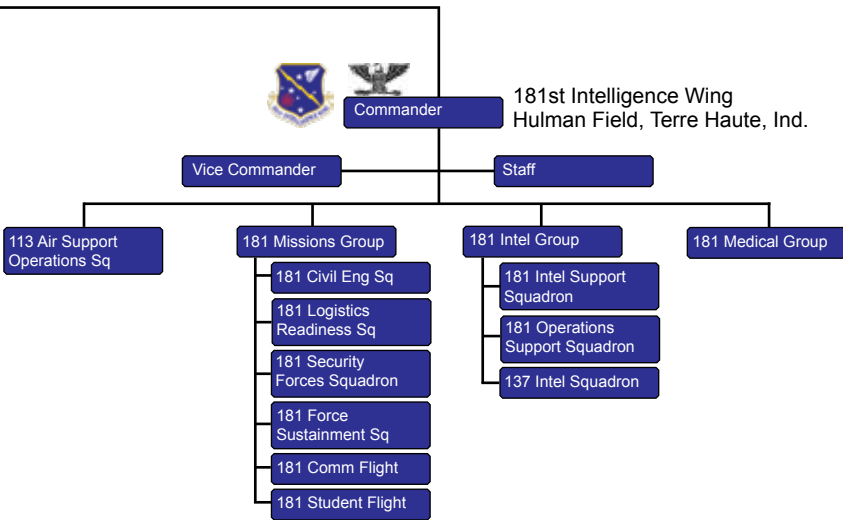 181st Intelligence Wing
Hulman Field, Terre Haute, Ind.
Commander
Vice Commander
Staff
113 Air Support
Operations Sq
181 Missions Group
181 Intel Group
181 Medical Group
181 Civil Eng Sq
181 Logistics
Readiness Sq
181 Security
Forces Squadron
181 Force
Sustainment Sq
181 Comm Flight
181 Student Flight
181 Intel Support
Squadron
181 Operations
Support Squadron
137 Intel Squadron